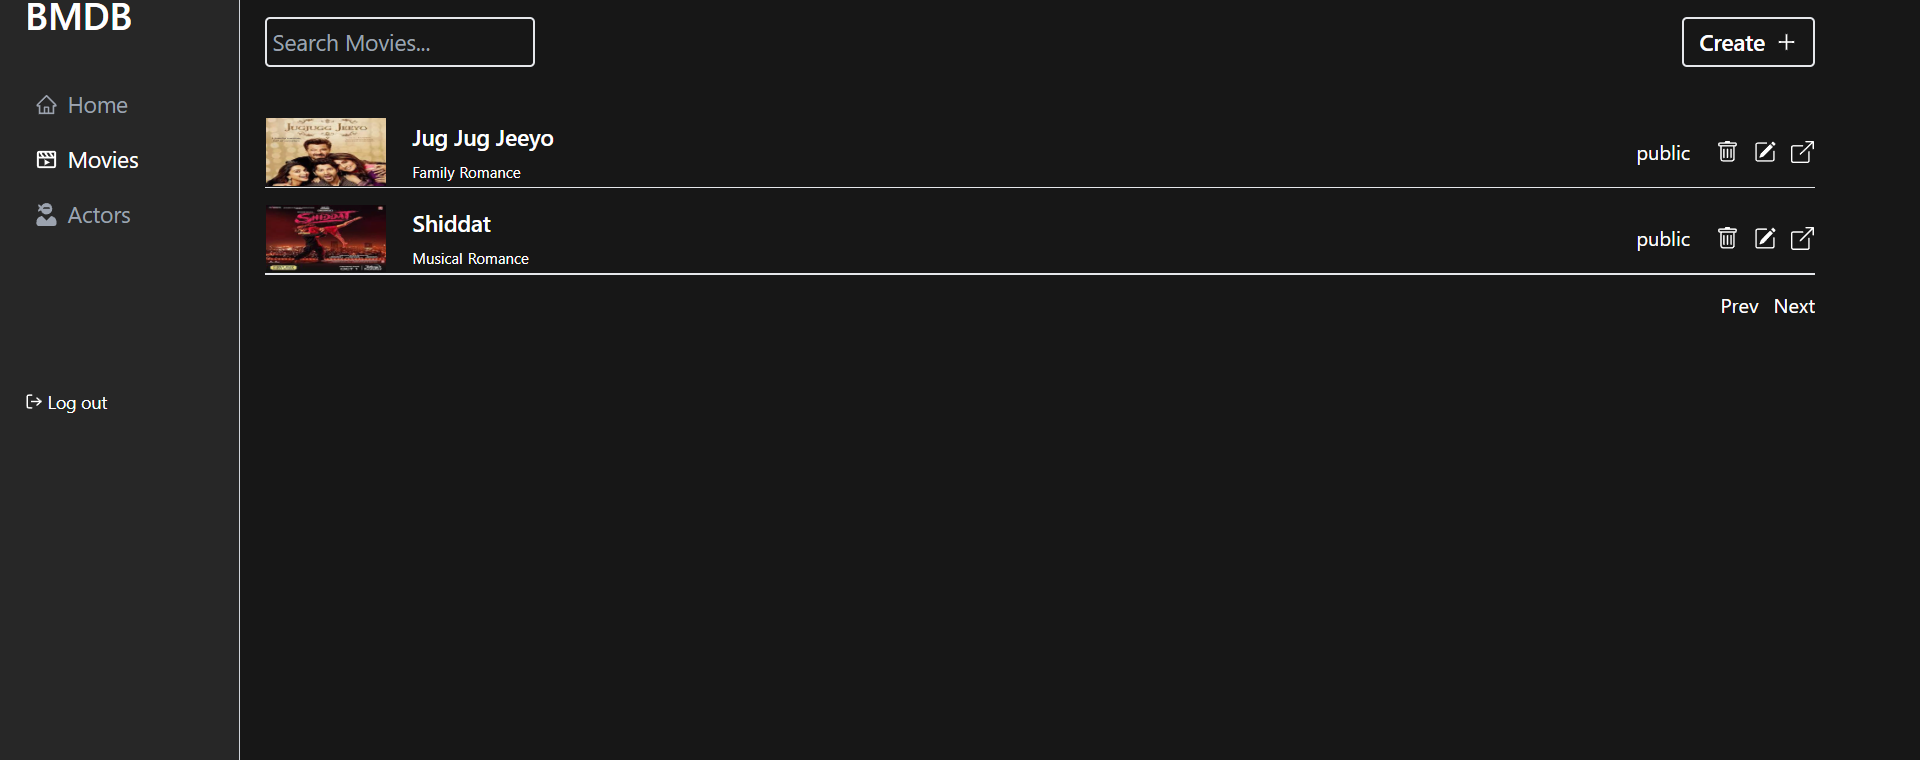 BMDB
Home
Movies
Actors
Log out
Search Movies...
Create
JUGJUGG JEEYO
Jug Jug Jeeyo
Family Romance
public
SHIDDAT
Shiddat
Musical Romance
public
Prev Next